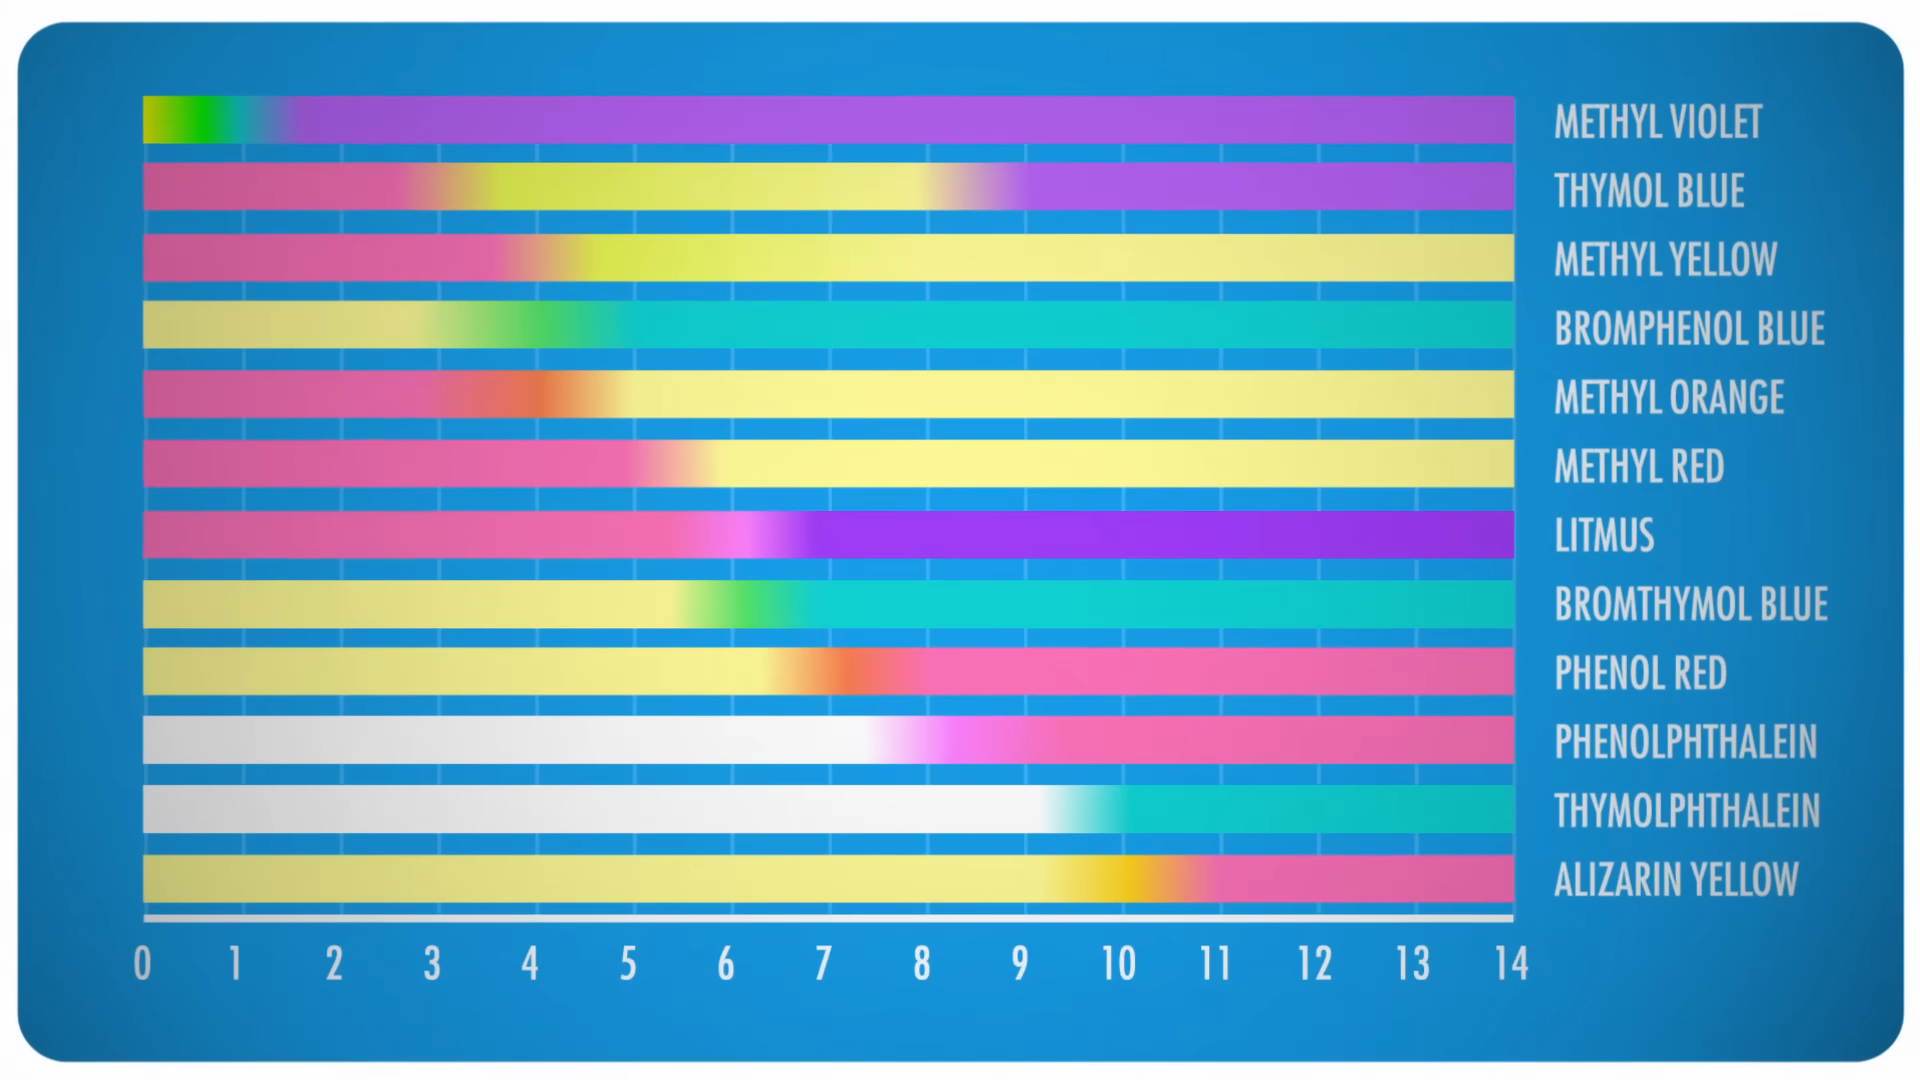 METHYL VIOLET
THYMOL BLUE
METHYL YELLOW
BROMPHENOL BLUE
METHYL ORANGE
METHYL RED
LITMUS
BROMTHYMOL BLUE
PHENOL RED
PHENOLPHTHALEIN
THYMOLPHTHALEIN
ALIZARIN YELLOW
0 1 2 3 4 5 6 7 8 9 10 11 12 13 14